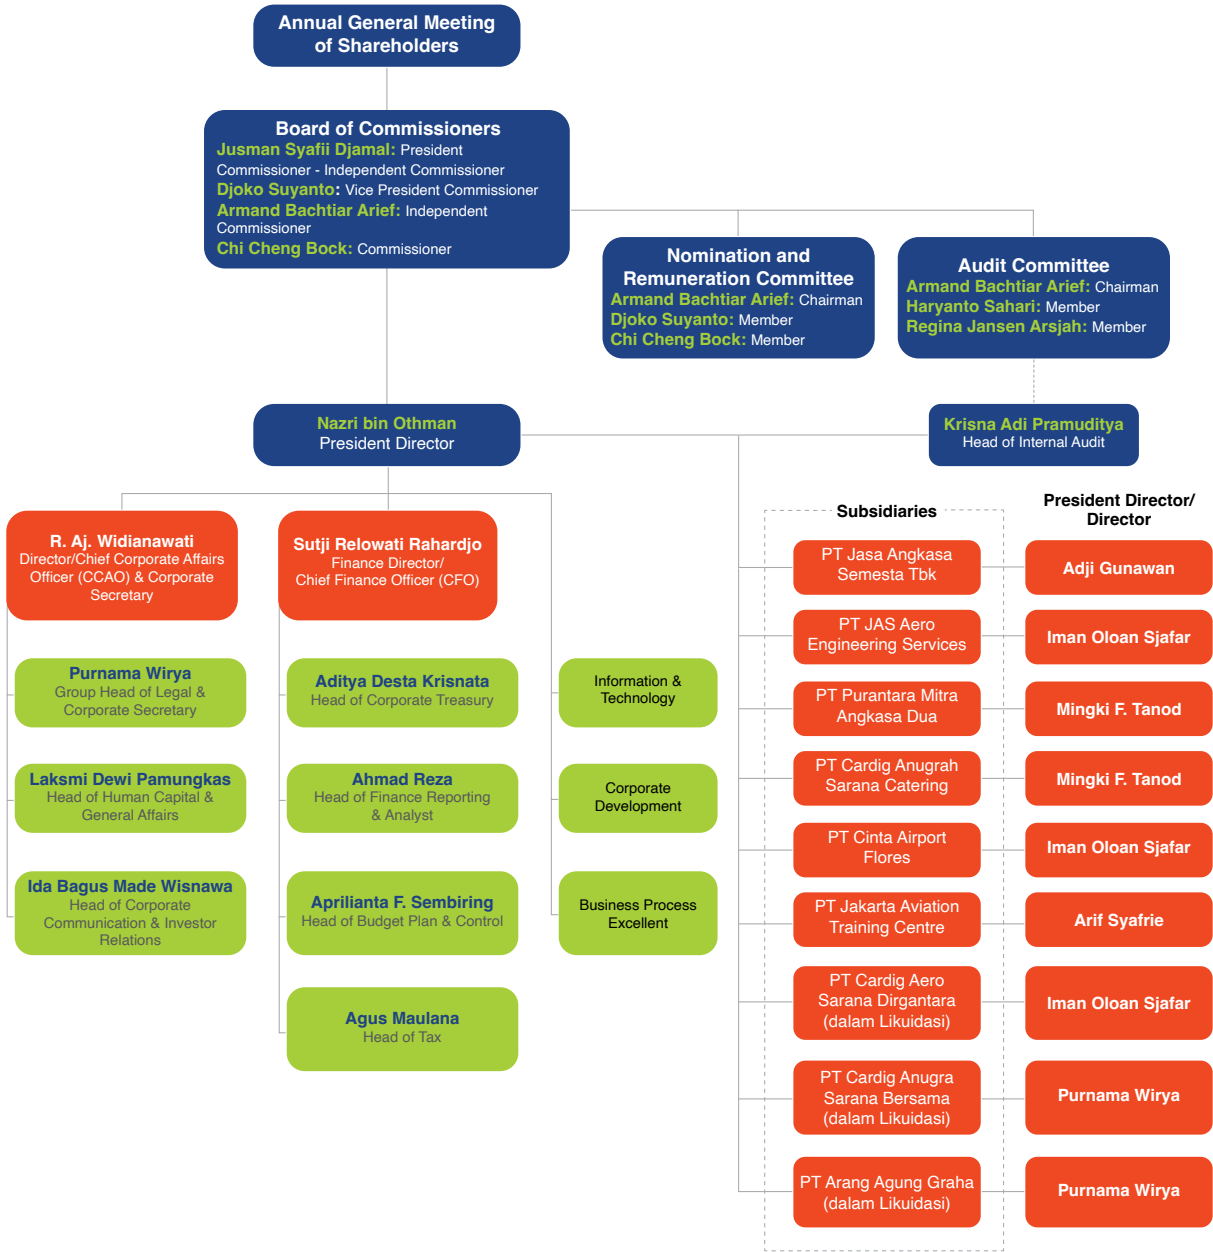 Annual General Meeting
of Shareholders
Board of Commissioners
Jusman Syafii Djamal: President
Commissioner - Independent Commissioner
Djoko Suyanto: Vice President Commissioner
Armand Bachtiar Arief: Independent
Commissioner
Chi Cheng Bock: Commissioner
Nomination and
Remuneration Committee
Armand Bachtiar Arief: Chairman
Djoko Suyanto: Member
Chi Cheng Bock: Member
Audit Committee
Armand Bachtiar Arief: Chairman
Haryanto Sahari: Member
Regina Jansen Arsjah: Member
Nazri bin Othman
President Director
Krisna Adi Pramuditya
Head of Internal Audit
R. Aj. Widianawati
Director/Chief Corporate Affairs
Officer (CCAO) & Corporate
Secretary
Purnama Wirya
Group Head of Legal &
Corporate Secretary
Laksmi Dewi Pamungkas
Head of Human Capital &
General Affairs
Ida Bagus Made Wisnawa
Head of Corporate
Communication & Investor
Relations
Sutji Relowati Rahardjo
Finance Director/
Chief Finance Officer (CFO)
Aditya Desta Krisnata
Head of Corporate Treasury
Ahmad Reza
Head of Finance Reporting
& Analyst
Aprilianta F. Sembiring
Head of Budget Plan & Control
Agus Maulana
Head of Tax
Information &
Technology
Corporate
Development
Business Process
Excellent
Subsidiaries
President Director/
Director
PT Jasa Angkasa
Semesta Tbk
Adji Gunawan
PT JAS Aero
Engineering Services
Iman Oloan Sjafar
PT Purantara Mitra
Angkasa Dua
Mingki F. Tanod
PT Cardig Anugrah
Sarana Catering
Mingki F. Tanod
PT Cinta Airport
Flores
Iman Oloan Sjafar
PT Jakarta Aviation
Training Centre
Arif Syafrie
PT Cardig Aero
Sarana Dirgantara
(dalam Likuidasi)
Iman Oloan Sjafar
PT Cardig Anugra
Sarana Bersama
(dalam Likuidasi)
Purnama Wirya
PT Arang Agung Graha
(dalam Likuidasi)
Purnama Wirya